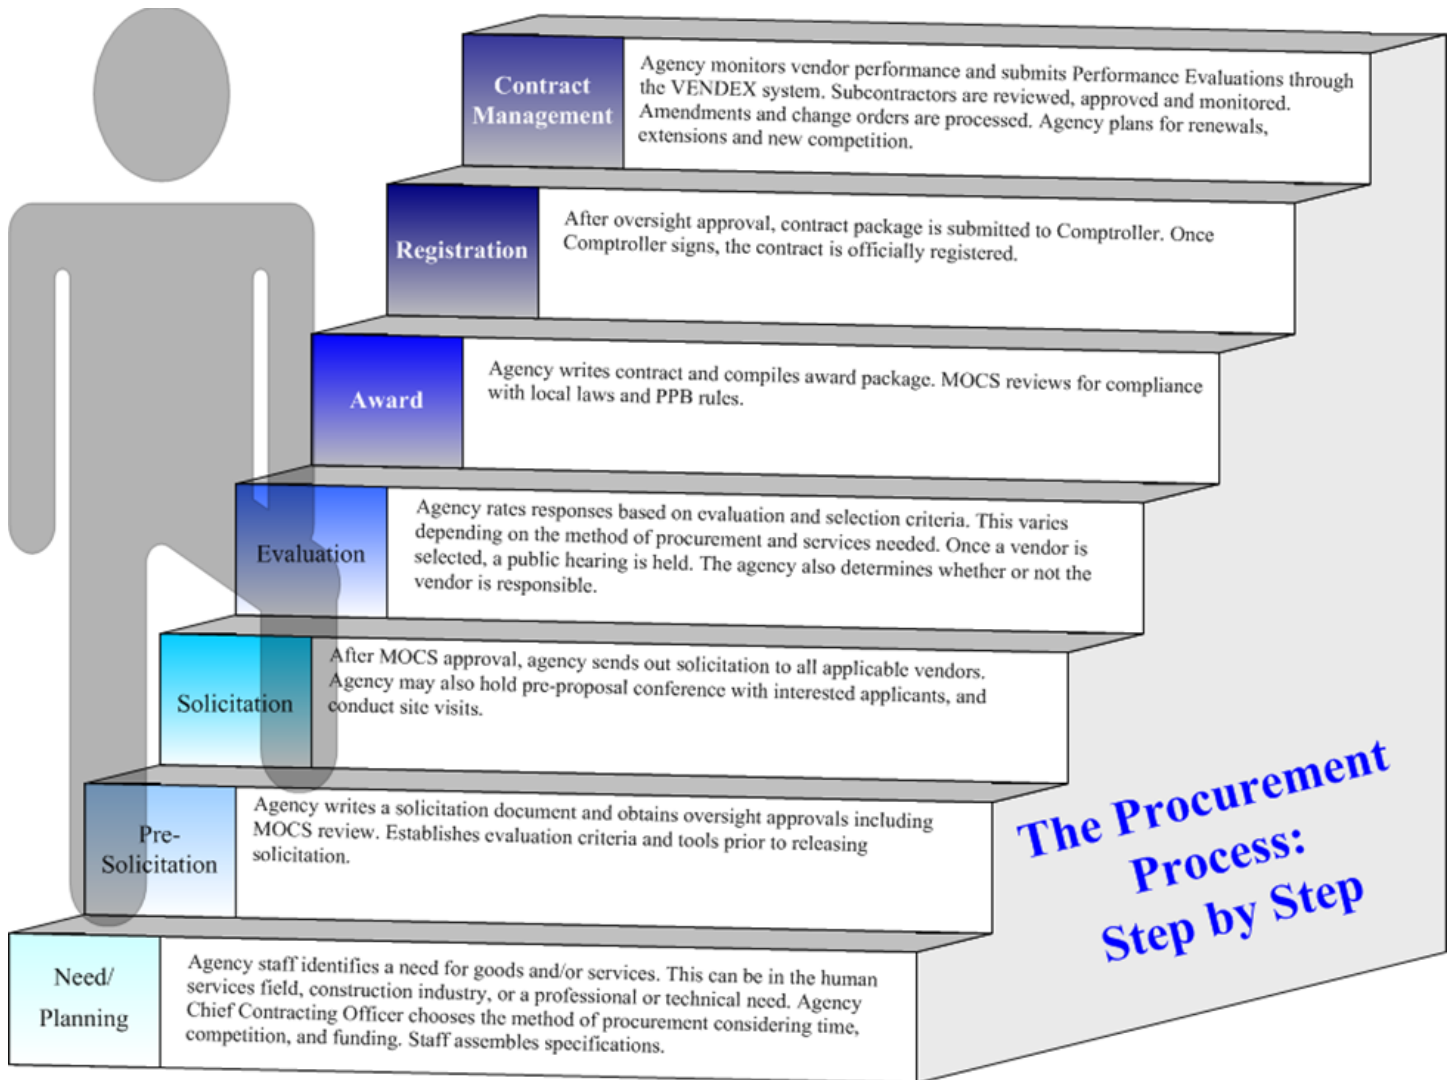 Contract
Management
Agency monitors vendor performance and submits Performance Evaluations through
the VENDEX system. Subcontractors are reviewed, approved and monitored.
Amendments and change orders are processed. Agency plans for renewals,
extensions and new competition.
Registration
After oversight approval, contract package is submitted to Comptroller. Once
Comptroller signs, the contract is officially registered.
Award
Agency writes contract and compiles award package. MOCS reviews for compliance
with local laws and PPB rules.
Evaluation
Agency rates responses based on evaluation and selection criteria. This varies
depending on the method of procurement and services needed. Once a vendor is
selected, a public hearing is held. The agency also determines whether or not the
vendor is responsible.
Solicitation
After MOCS approval, agency sends out solicitation to all applicable vendors.
Agency may also hold pre-proposal conference with interested applicants, and
conduct site visits.
Pre-
Solicitation
Agency writes a solicitation document and obtains oversight approvals including
MOCS review. Establishes evaluation criteria and tools prior to releasing
solicitation.
Need/
Planning
Agency staff identifies a need for goods and/or services. This can be in the human
services field, construction industry, or a professional or technical need. Agency
Chief Contracting Officer chooses the method of procurement considering time,
competition, and funding. Staff assembles specifications.
The Procurement
Process:
Step by Step